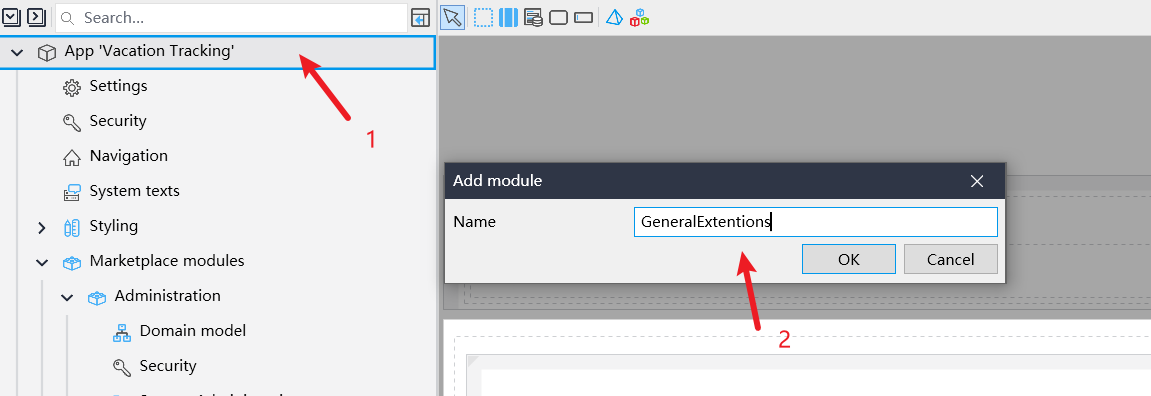 Search...
App 'Vacation Tracking'
Settings
Security
Navigation
System texts
Styling
Marketplace modules
Administration
Domain model
Security
1
Add module
Name
GeneralExtentions
OK
Cancel
2